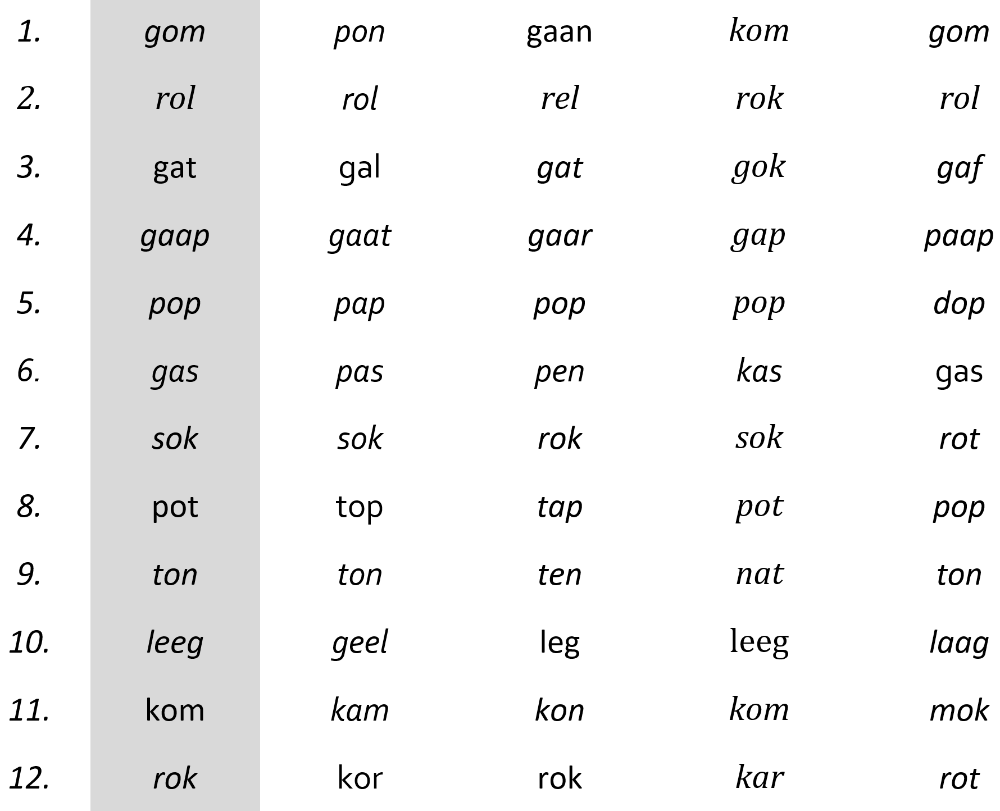 1. gom pon gaan kom gom
2. rol rol rel rok rol
3. gat gal gat gok gaf
4. gaap gaat gaar gap paap
5. pop pap pop pop dop
6. gas pas pen kas gas
7. sok sok rok sok rot
8. pot top tap pot pop
9. ton ton ten nat ton
10. leeg geel leg leeg laag
11. kom kam kon kom mok
12. rok kor rok kar rot